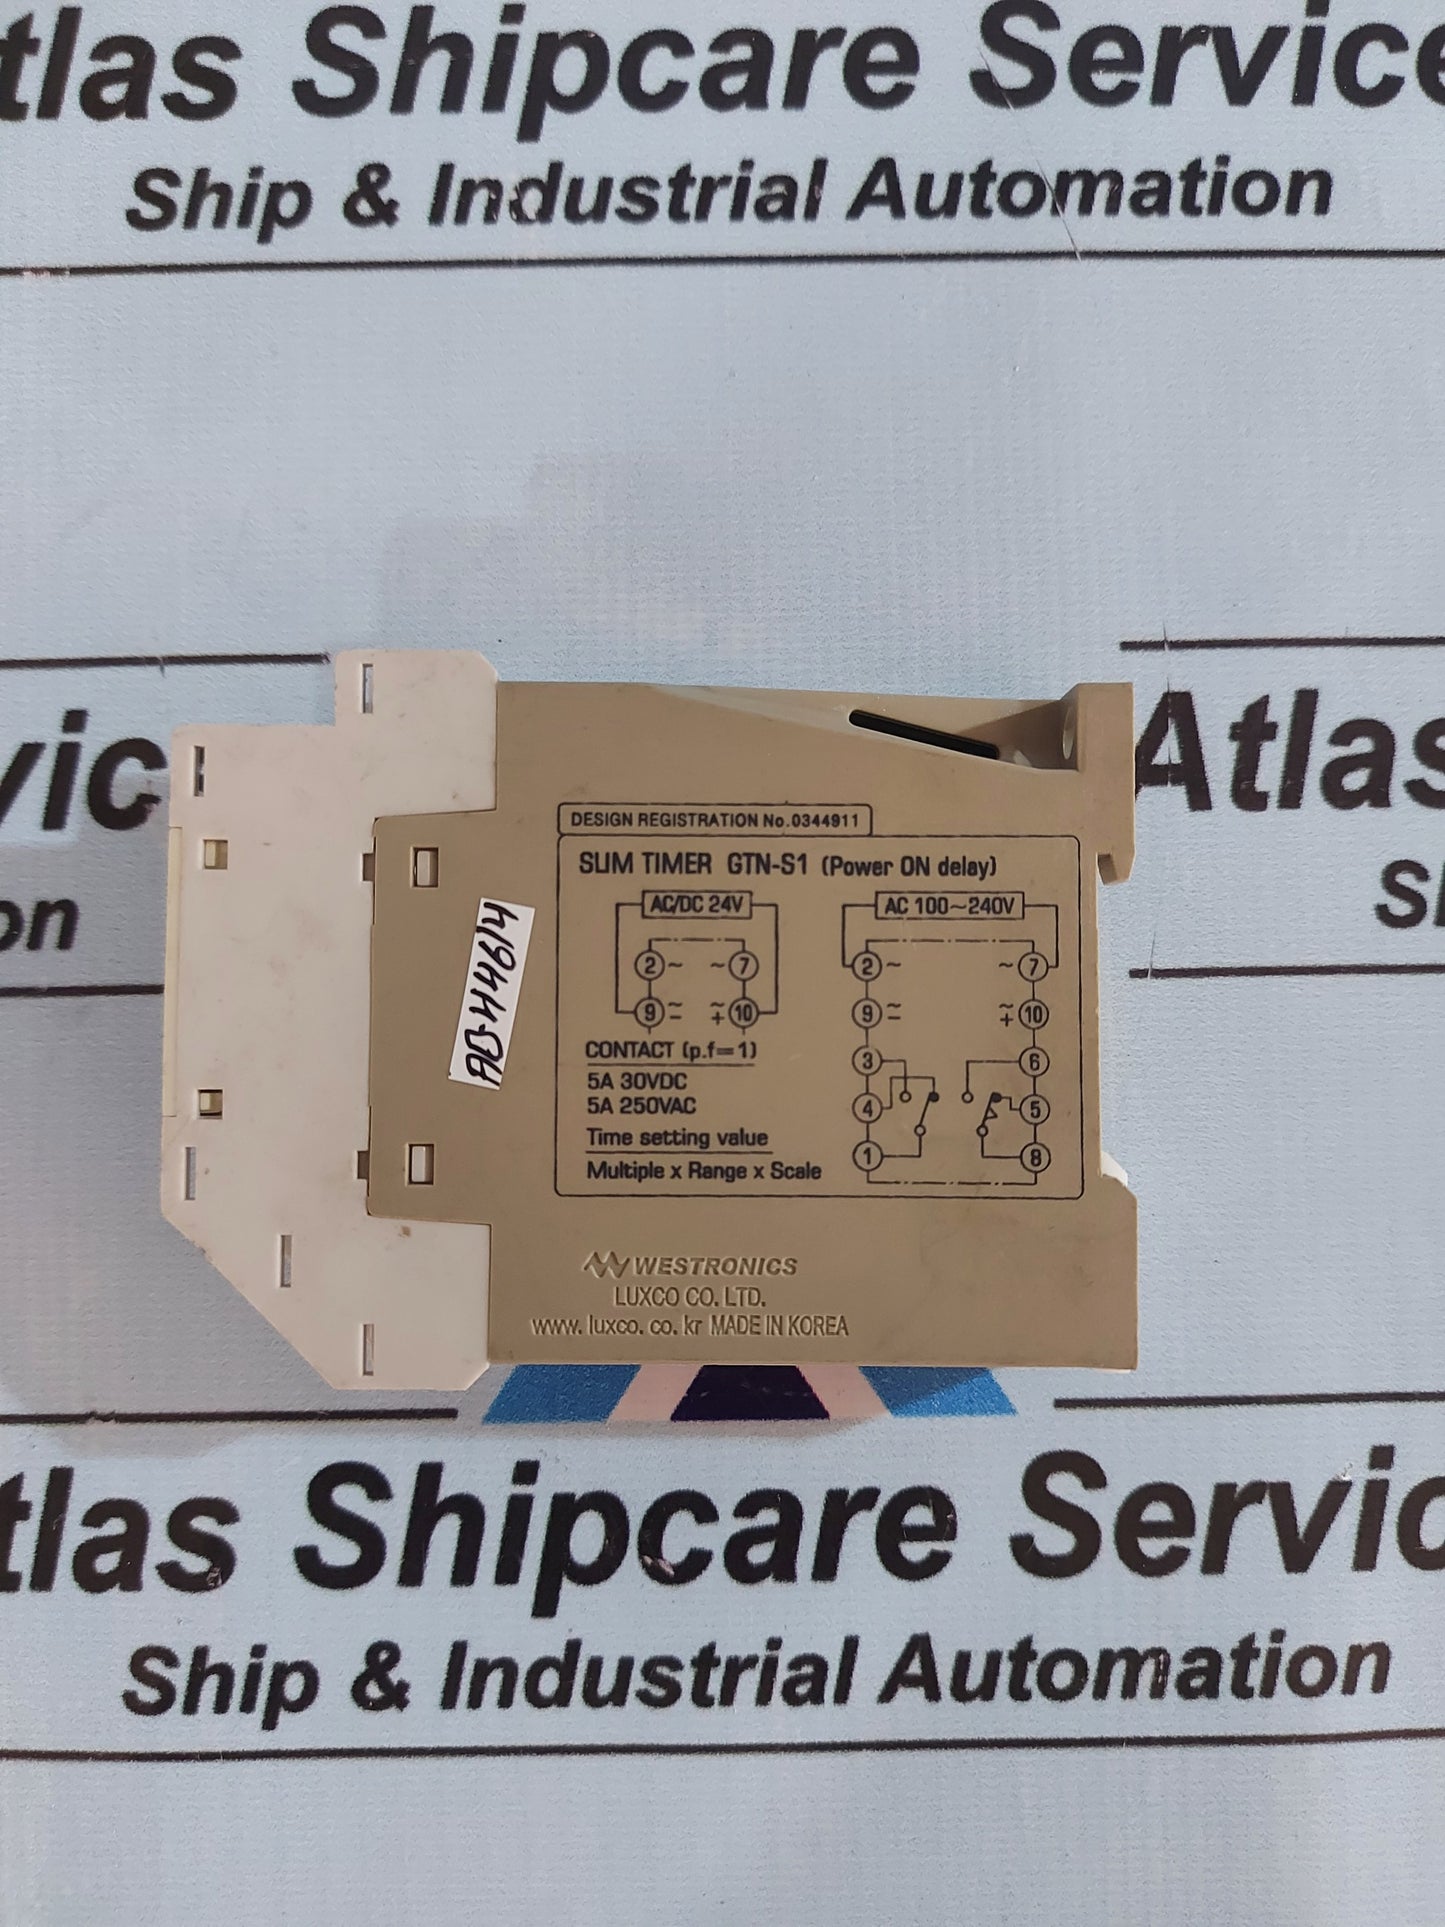 tlas Shipcare Service
Ship & Industrial Automation
vic
on
Atlas
S
DESIGN REGISTRATION No.0344911
SLIM TIMER GTN-S1 (Power ON delay)
AC/DC 24V
AC 100~240V
2 ~ ~ 7
2 ~ ~ 7
9 10
9 10
CONTACT (p.f=1)
3 6
5A 30VDC
5A 250VAC
4 5
Time setting value
1 8
Multiple x Range x Scale
WESTRONICS
LUXCO CO. LTD.
www. luxco. co. kr MADE IN KOREA
tlas Shipcare Servic
Ship & Industrial Automation